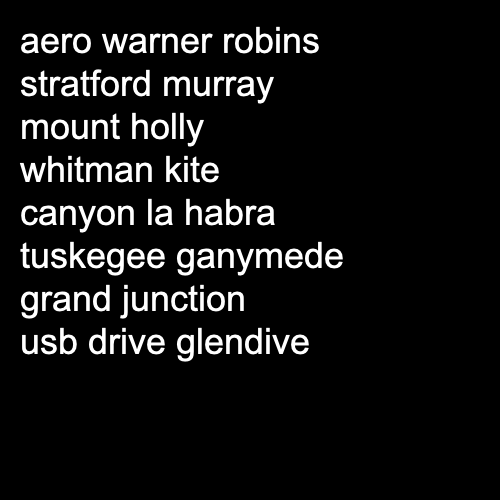 aero warner robins
stratford murray
mount holly
whitman kite
canyon la habra
tuskegee ganymede
grand junction
usb drive glendive